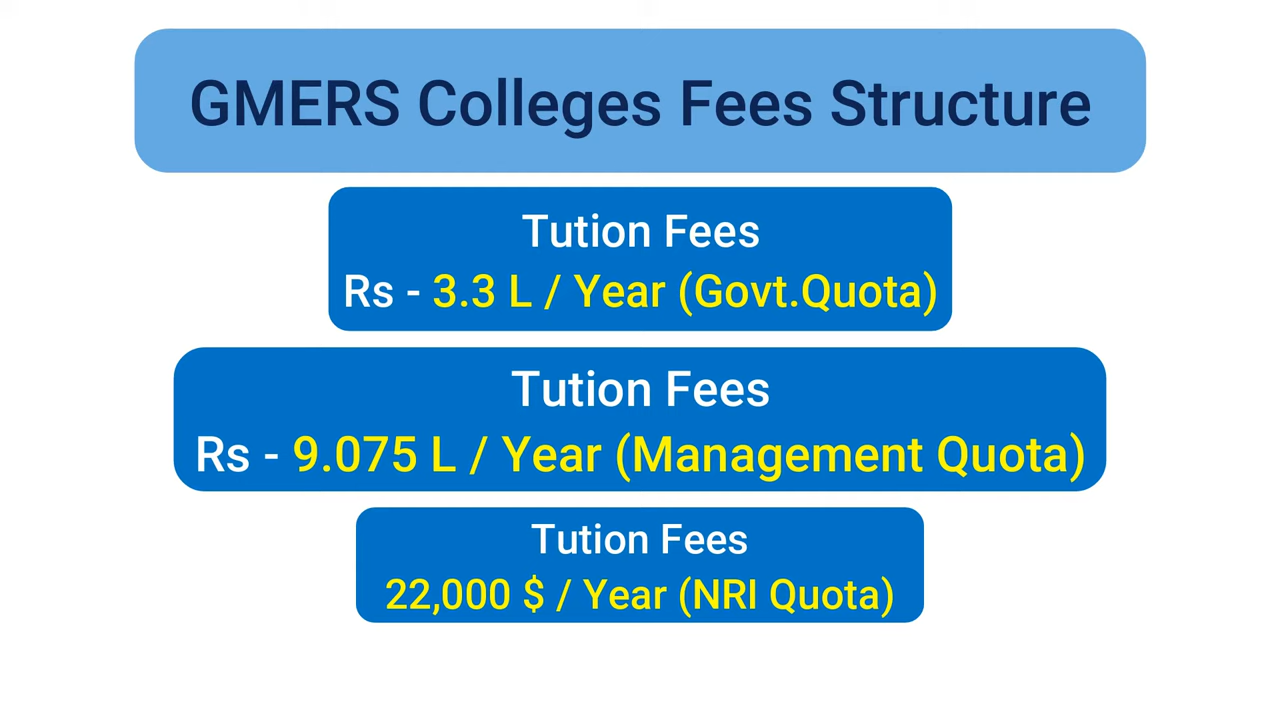 GMERS Colleges Fees Structure
Tution Fees
Rs - 3.3 L / Year (Govt.Quota)
Tution Fees
Rs - 9.075 L / Year (Management Quota)
Tution Fees
22,000 $ / Year (NRI Quota)